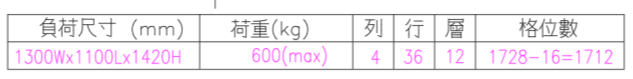 負荷尺寸 (mm) 荷重(kg) 列 行 層 格位數
1300Wx1100Lx1420H 600(max) 4 36 12 1728-16=1712